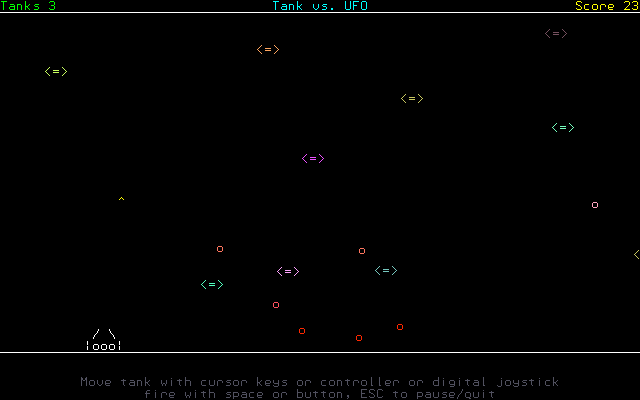 Tanks 3 Tank vs. UFO Score 23
Move tank with cursor keys or controller or digital joystick
fire with space or button, ESC to pause/quit